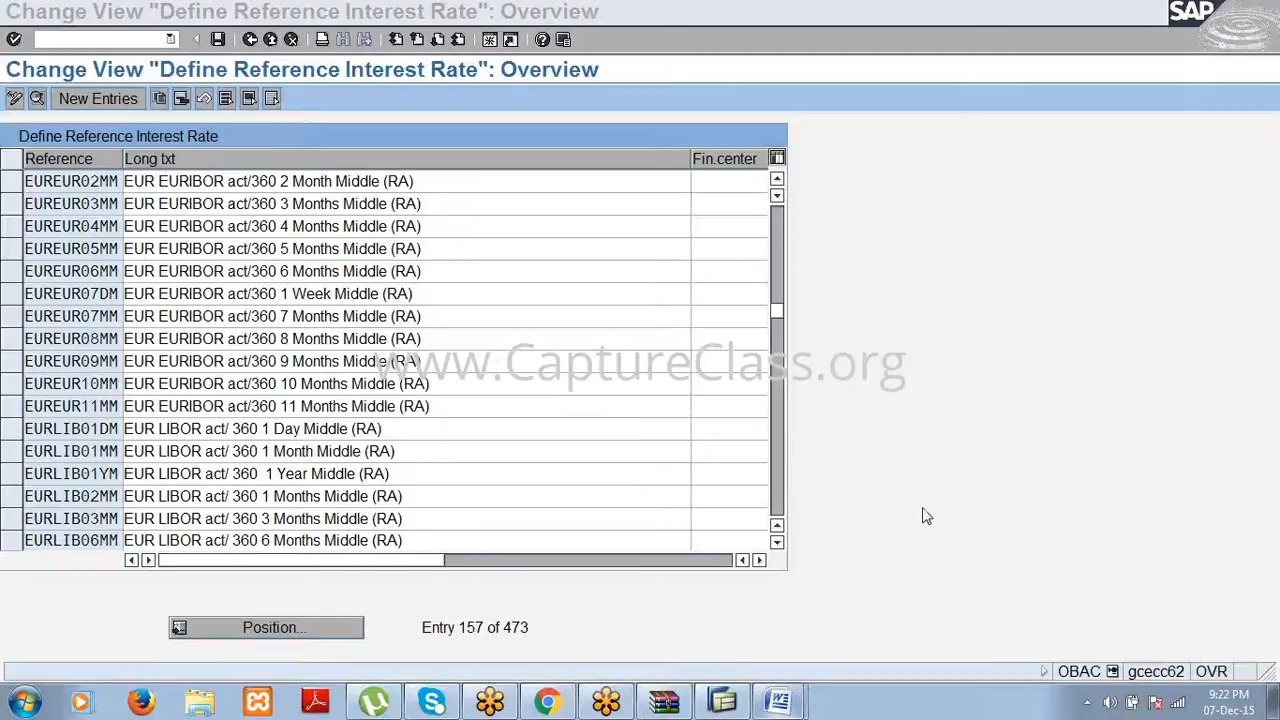 Change View "Define Reference Interest Rate": Overview
SAP
Change View "Define Reference Interest Rate": Overview
New Entries
Define Reference Interest Rate
Reference Long txt Fin.center
EUREUR02MM EUR EURIBOR act/360 2 Month Middle (RA)
EUREUR03MM EUR EURIBOR act/360 3 Months Middle (RA)
EUREUR04MM EUR EURIBOR act/360 4 Months Middle (RA)
EUREUR05MM EUR EURIBOR act/360 5 Months Middle (RA)
EUREUR06MM EUR EURIBOR act/360 6 Months Middle (RA)
EUREUR07DM EUR EURIBOR act/360 1 Week Middle (RA)
EUREUR07MM EUR EURIBOR act/360 7 Months Middle (RA)
EUREUR08MM EUR EURIBOR act/360 8 Months Middle (RA)
EUREUR09MM EUR EURIBOR act/360 9 Months Middle (RA)
www.CaptureClass.org
EUREUR10MM EUR EURIBOR act/360 10 Months Middle (RA)
EUREUR11MM EUR EURIBOR act/360 11 Months Middle (RA)
EURLIB01DM EUR LIBOR act/ 360 1 Day Middle (RA)
EURLIB01MM EUR LIBOR act/ 360 1 Month Middle (RA)
EURLIB01YM EUR LIBOR act/ 360  1 Year Middle (RA)
EURLIB02MM EUR LIBOR act/ 360 1 Months Middle (RA)
EURLIB03MM EUR LIBOR act/ 360 3 Months Middle (RA)
EURLIB06MM EUR LIBOR act/ 360 6 Months Middle (RA)
Position... Entry 157 of 473
OBAC gcecc62 OVR
9:22 PM
07-Dec-15